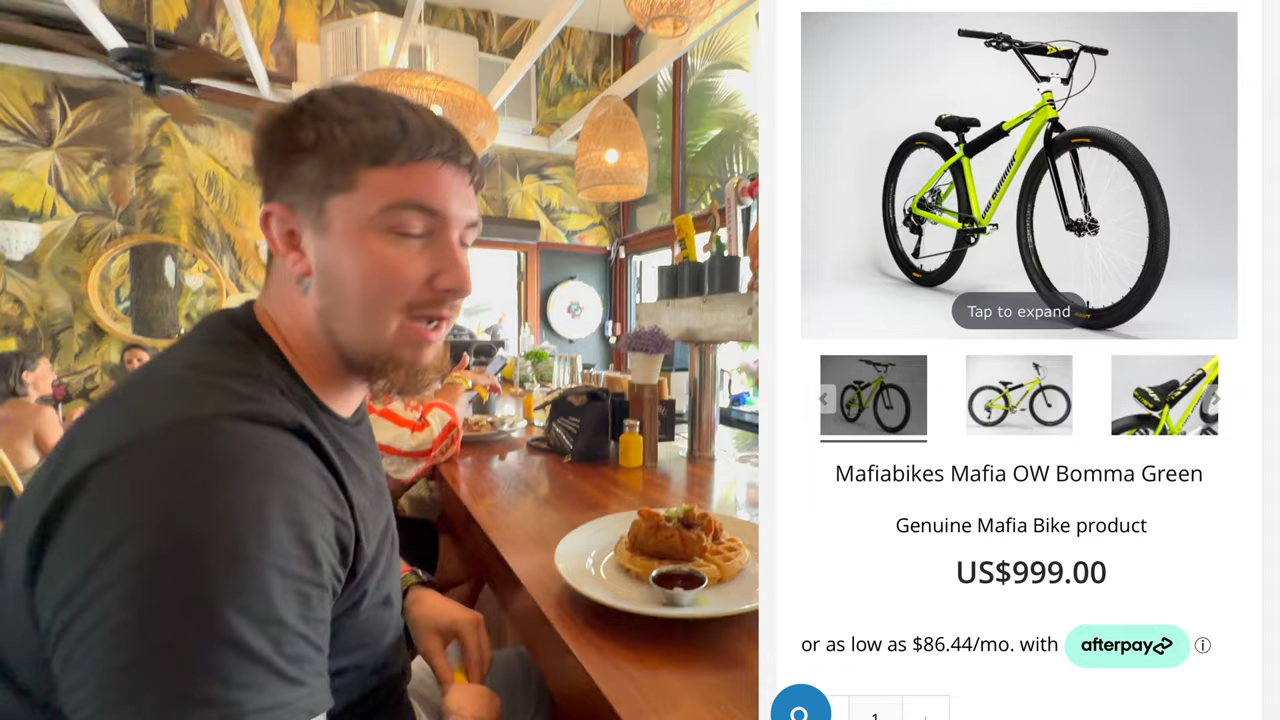 Tap to expand
Mafiabikes Mafia OW Bomma Green
Genuine Mafia Bike product
US$999.00
or as low as $86.44/mo. with afterpay
1